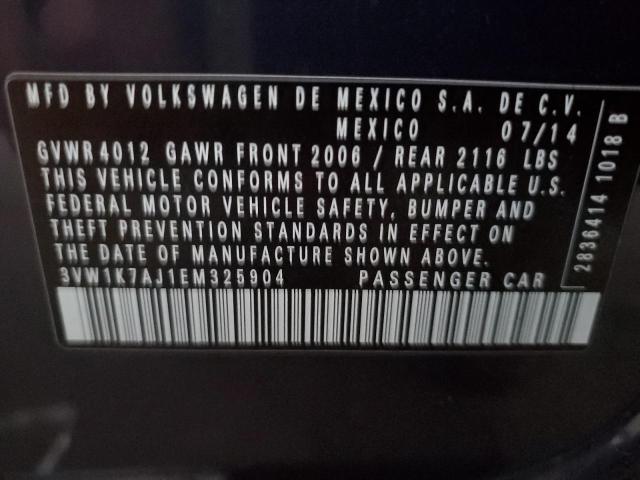 MFD BY VOLKSWAGEN DE MEXICO S.A. DE C.V.
MEXICO 07/14
GVWR 4012 GAWR FRONT 2006 / REAR 2116 LBS
THIS VEHICLE CONFORMS TO ALL APPLICABLE U.S.
FEDERAL MOTOR VEHICLE SAFETY, BUMPER AND
THEFT PREVENTION STANDARDS IN EFFECT ON
THE DATE OF MANUFACTURE SHOWN ABOVE.
3VW1K7AJ1EM325904 PASSENGER CAR
2836414 1018 B